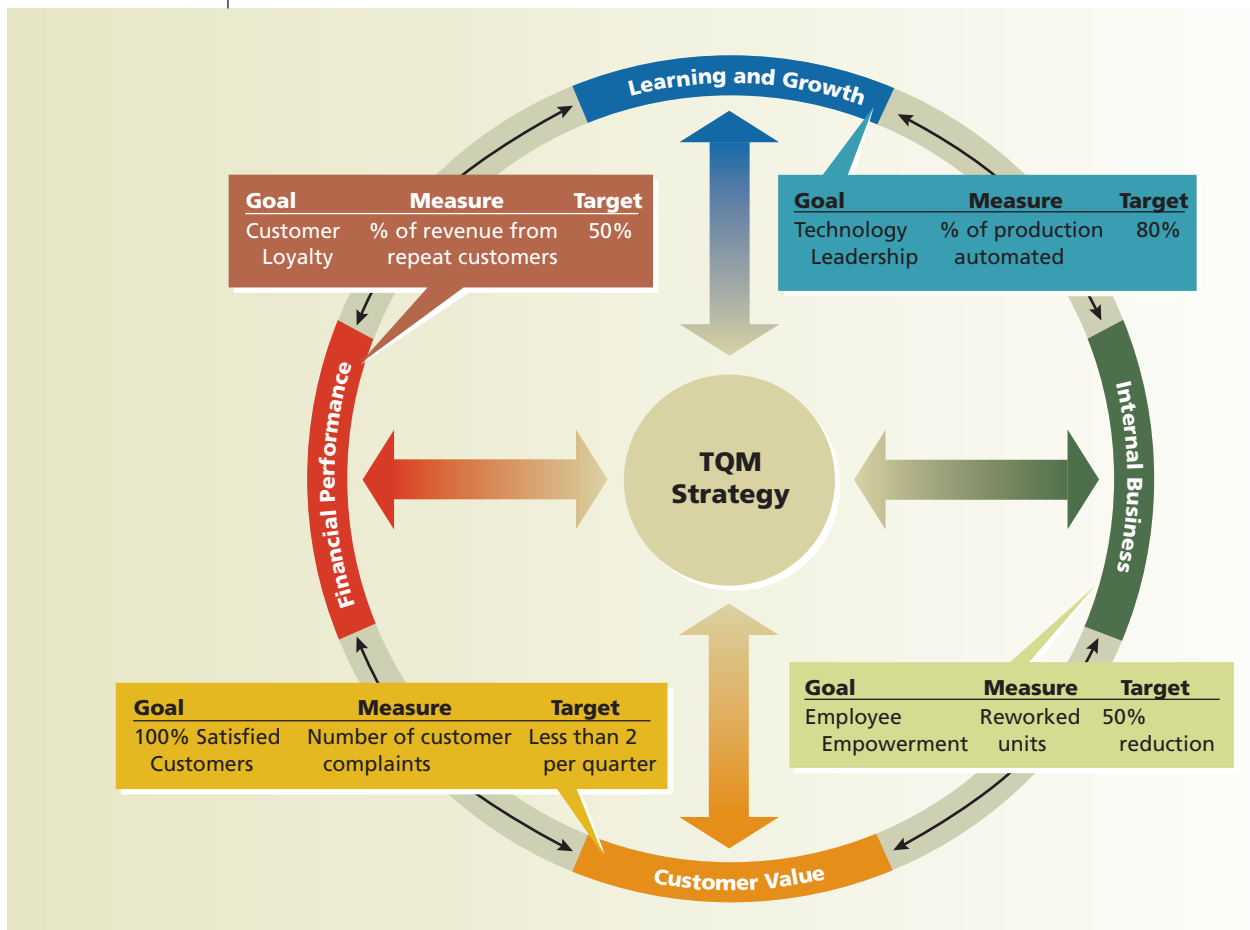 Learning and Growth
Goal Measure Target
Customer % of revenue from 50%
Loyalty repeat customers
Goal Measure Target
Technology % of production 80%
Leadership automated
Financial Performance
TQM
Strategy
Internal Business
Goal Measure Target
100% Satisfied Number of customer Less than 2
Customers complaints per quarter
Goal Measure Target
Employee Reworked 50%
Empowerment units reduction
Customer Value